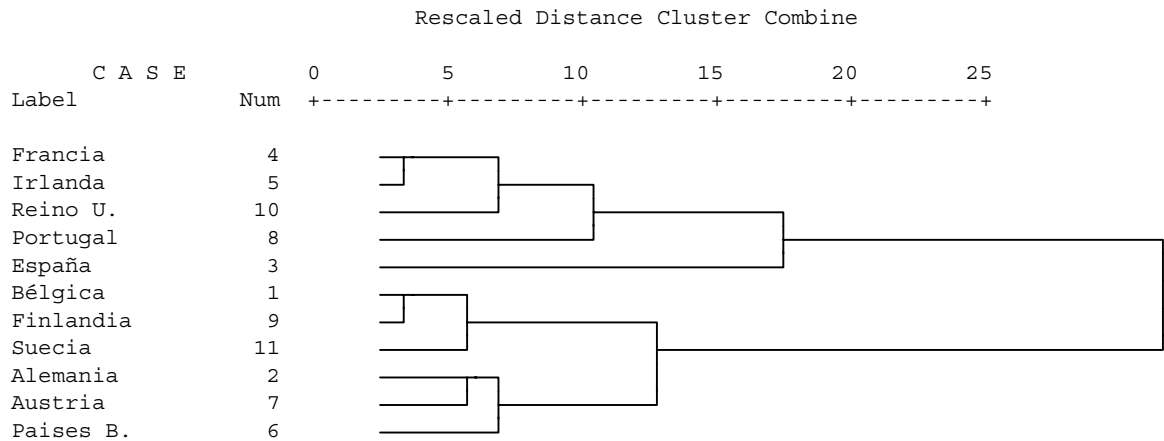 Rescaled Distance Cluster Combine
C A S E 0 5 10 15 20 25
Label Num +---------+---------+---------+---------+---------+
Francia 4
Irlanda 5
Reino U. 10
Portugal 8
España 3
Bélgica 1
Finlandia 9
Suecia 11
Alemania 2
Austria 7
Paises B. 6